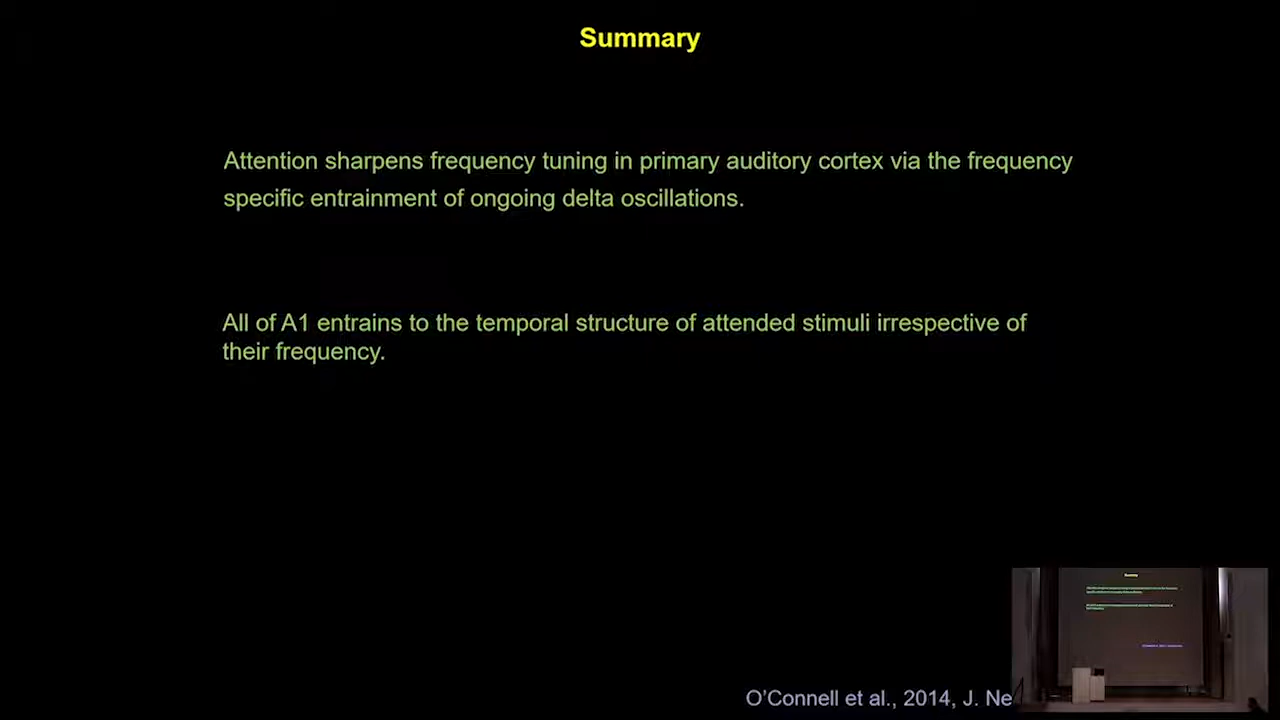 Summary
Attention sharpens frequency tuning in primary auditory cortex via the frequency
specific entrainment of ongoing delta oscillations.
All of A1 entrains to the temporal structure of attended stimuli irrespective of
their frequency.
O'Connell et al., 2014, J. Ne
Summary